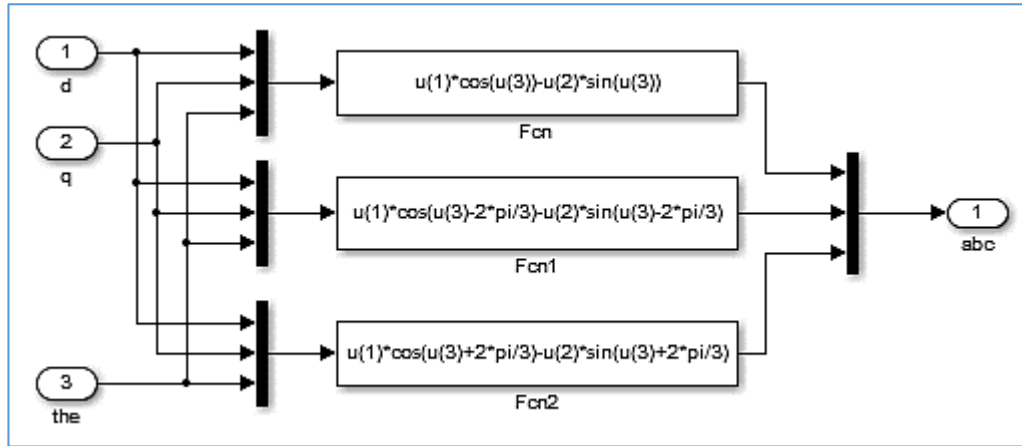 1
d
2
q
3
the
u(1)*cos(u(3))-u(2)*sin(u(3))
Fcn
u(1)*cos(u(3)-2*pi/3)-u(2)*sin(u(3)-2*pi/3)
Fcn1
u(1)*cos(u(3)+2*pi/3)-u(2)*sin(u(3)+2*pi/3)
Fcn2
1
abc